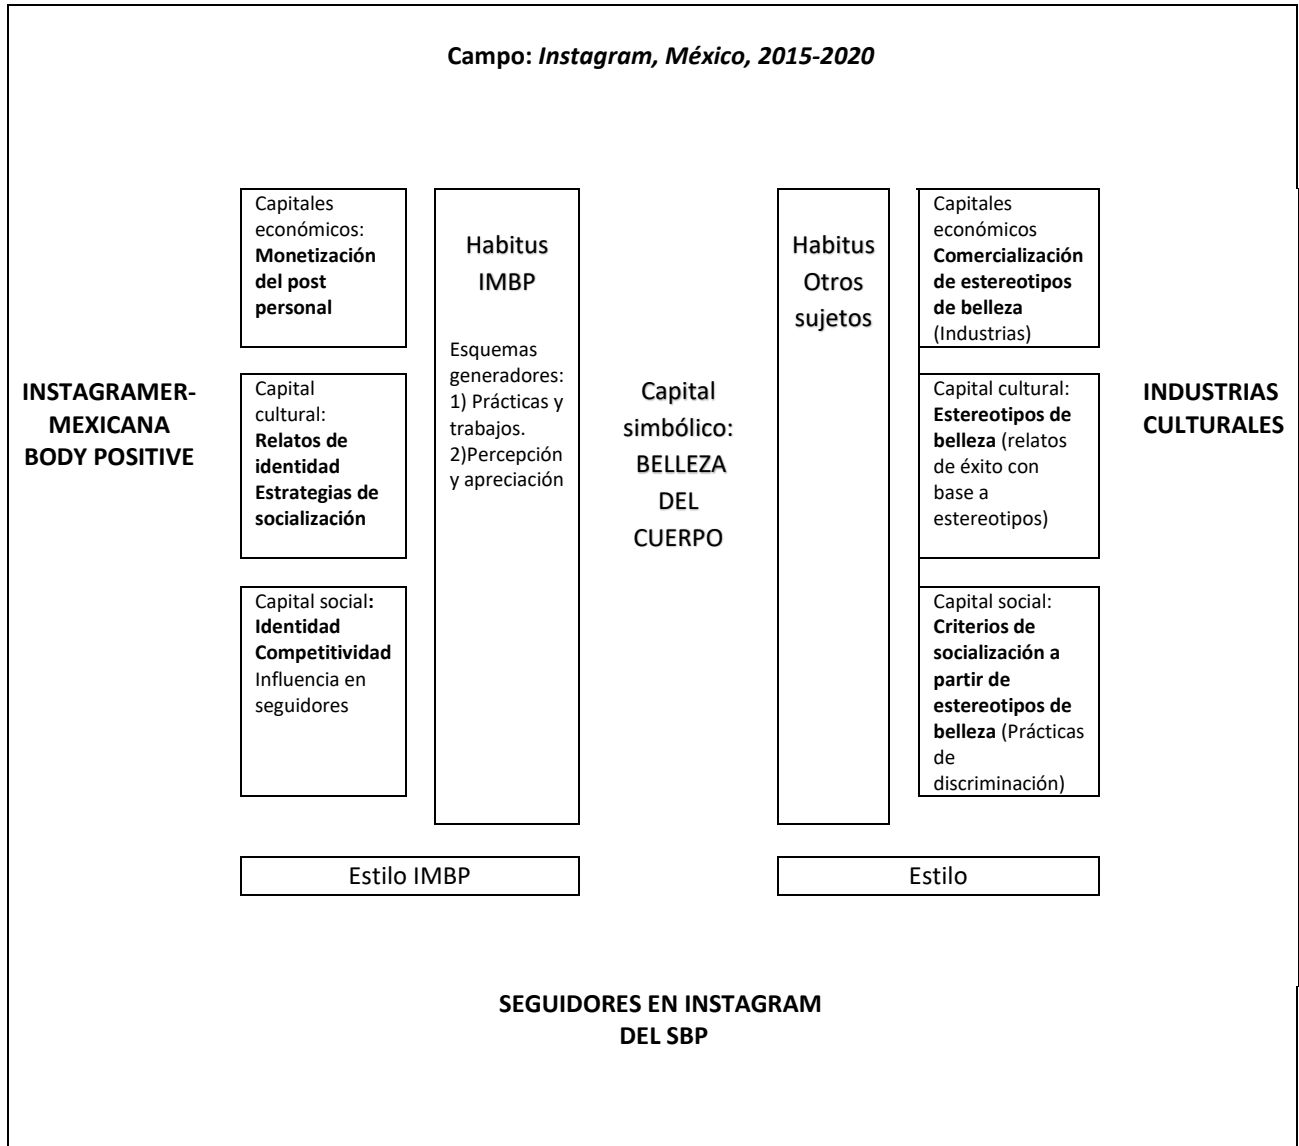 Campo: Instagram, México, 2015-2020
INSTAGRAMER-
MEXICANA
BODY POSITIVE
Capitales
económicos:
Monetización
del post
personal
Capital
cultural:
Relatos de
identidad
Estrategias de
socialización
Capital social:
Identidad
Competitividad
Influencia en
seguidores
Habitus
IMBP
Esquemas
generadores:
1) Prácticas y
trabajos.
2)Percepción
y apreciación
Estilo IMBP
Capital
simbólico:
BELLEZA
DEL
CUERPO
Habitus
Otros
sujetos
Capitales
económicos
Comercialización
de estereotipos
de belleza
(Industrias)
Capital cultural:
Estereotipos de
belleza (relatos
de éxito con
base a
estereotipos)
Capital social:
Criterios de
socialización a
partir de
estereotipos de
belleza (Prácticas
de
discriminación)
Estilo
INDUSTRIAS
CULTURALES
SEGUIDORES EN INSTAGRAM
DEL SBP